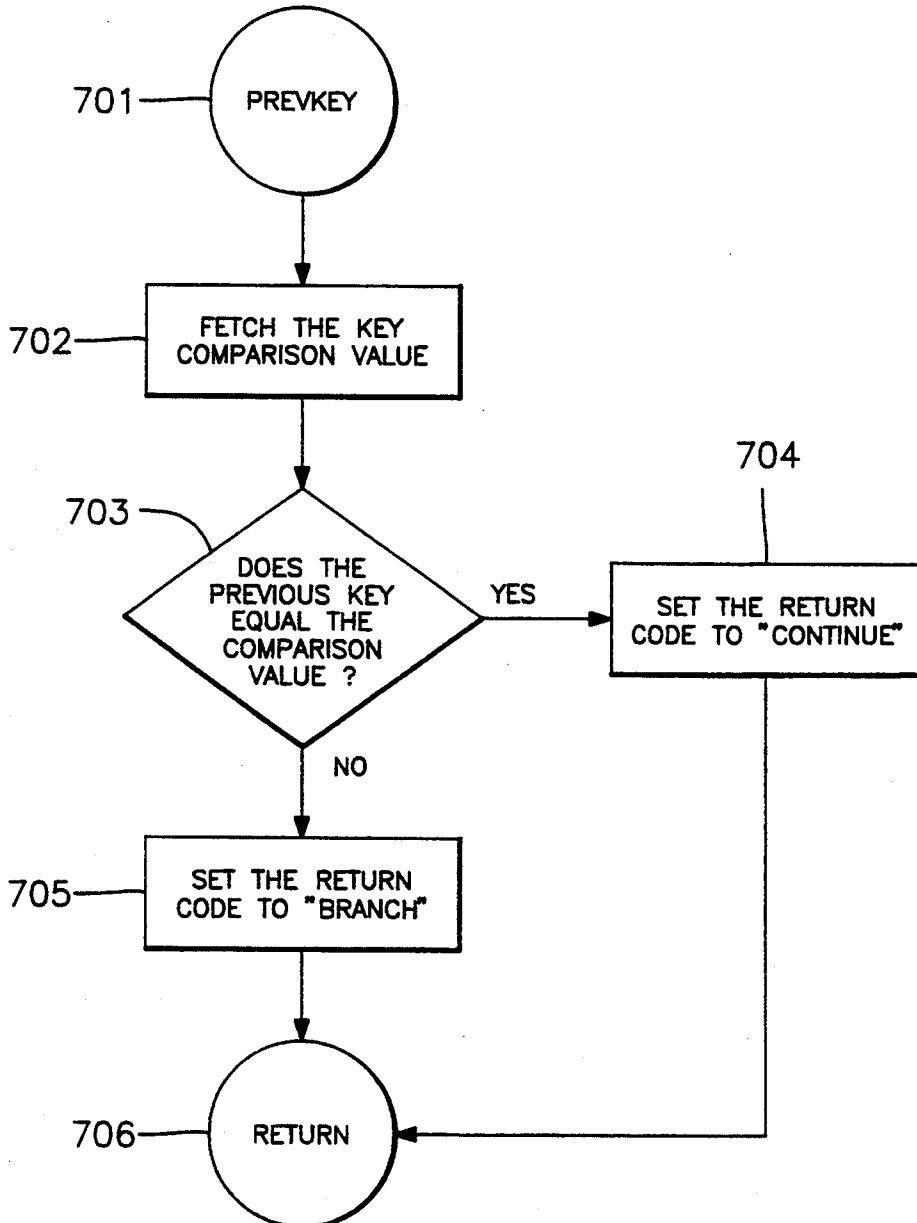 701
PREVKEY
702
FETCH THE KEY
COMPARISON VALUE
703
DOES THE
PREVIOUS KEY
EQUAL THE
COMPARISON
VALUE ?
YES
704
SET THE RETURN
CODE TO "CONTINUE"
NO
705
SET THE RETURN
CODE TO "BRANCH"
706
RETURN